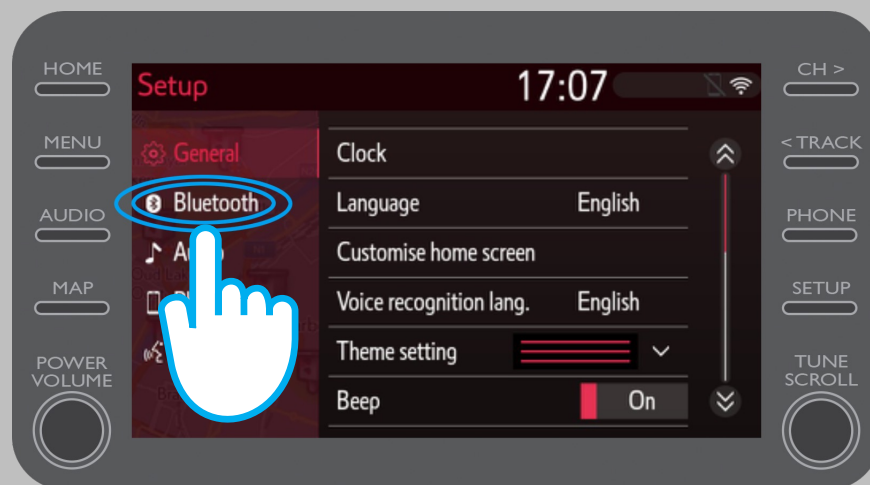 HOME
MENU
AUDIO
MAP
POWER
VOLUME
Setup
17:07
General
Bluetooth
Clock
Language English
Customise home screen
Voice recognition lang. English
Theme setting
Beep On
CH >
< TRACK
PHONE
SETUP
TUNE
SCROLL